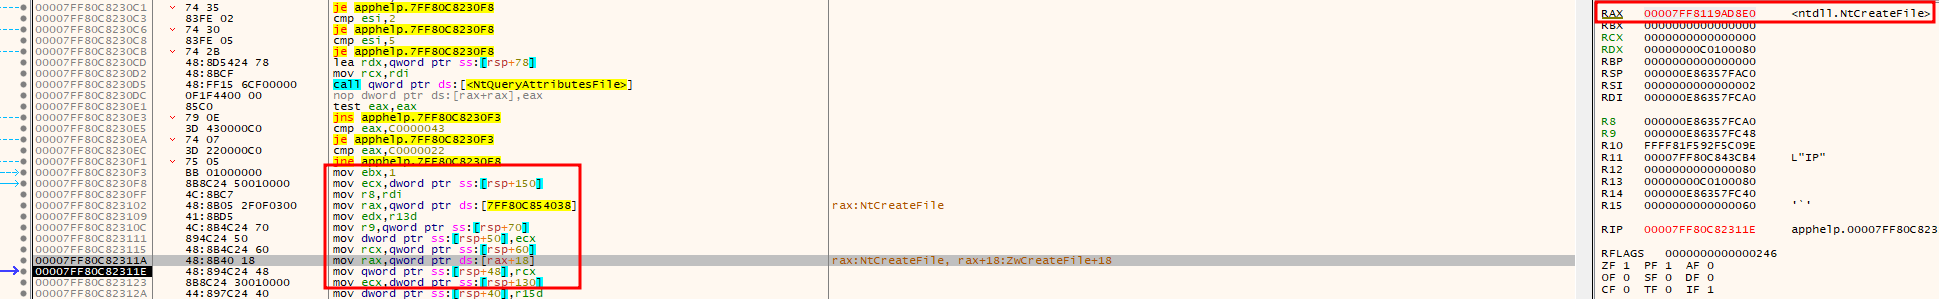 00007FF80C8230C1 74 35 je apphelp.7FF80C8230F8
00007FF80C8230C3 83FE 02 cmp esi,2
00007FF80C8230C6 74 30 je apphelp.7FF80C8230F8
00007FF80C8230C8 83FE 05 cmp esi,5
00007FF80C8230CB 74 2B je apphelp.7FF80C8230F8
00007FF80C8230CD 48:8D5424 78 lea rdx,qword ptr ss:[rsp+78]
00007FF80C8230D2 48:8BCF mov rcx,rdi
00007FF80C8230D5 48:FF15 6CF00000 call qword ptr ds:[<NtQueryAttributesFile>]
00007FF80C8230DC 0F1F4400 00 nop dword ptr ds:[rax+rax],eax
00007FF80C8230E1 85C0 test eax,eax
00007FF80C8230E3 79 0E jns apphelp.7FF80C8230F3
00007FF80C8230E5 3D 430000C0 cmp eax,C0000043
00007FF80C8230EA 74 07 je apphelp.7FF80C8230F3
00007FF80C8230EC 3D 220000C0 cmp eax,C0000022
00007FF80C8230F1 75 05 jne apphelp.7FF80C8230F8
00007FF80C8230F3 BB 01000000 mov ebx,1
00007FF80C8230F8 8B8C24 50010000 mov ecx,dword ptr ss:[rsp+150]
00007FF80C8230FF 4C:8BC7 mov r8,rdi
00007FF80C823102 48:8B05 2F0F0300 mov rax,qword ptr ds:[7FF80C854038] rax:NtCreateFile
00007FF80C823109 41:8BD5 mov edx,r13d
00007FF80C82310C 4C:8B4C24 70 mov r9,qword ptr ss:[rsp+70]
00007FF80C823111 894C24 50 mov dword ptr ss:[rsp+50],ecx
00007FF80C823115 48:8B4C24 60 mov rcx,qword ptr ss:[rsp+60]
00007FF80C82311A 48:8B40 18 mov rax,qword ptr ds:[rax+18] rax:NtCreateFile, rax+18:ZwCreateFile+18
00007FF80C82311E 48:894C24 48 mov qword ptr ss:[rsp+48],rcx
00007FF80C823123 8B8C24 30010000 mov ecx,dword ptr ss:[rsp+130]
00007FF80C82312A 44:897C24 40 mov dword ptr ss:[rsp+40],r15d
RAX 00007FF8119AD8E0 <ntdll.NtCreateFile>
RBX 0000000000000000
RCX 0000000000000000
RDX 00000000C0100080
RBP 0000000000000000
RSP 000000E86357FAC0
RSI 0000000000000002
RDI 000000E86357FCA0
R8 000000E86357FCA0
R9 000000E86357FC48
R10 FFFF81F592F5C09E
R11 00007FF80C843CB4 L"IP"
R12 0000000000000080
R13 00000000C0100080
R14 000000E86357FC40
R15 0000000000000060 '`'
RIP 00007FF80C82311E apphelp.00007FF80C823
RFLAGS 0000000000000246
ZF 1 PF 1 AF 0
OF 0 SF 0 DF 0
CF 0 TF 0 IF 1